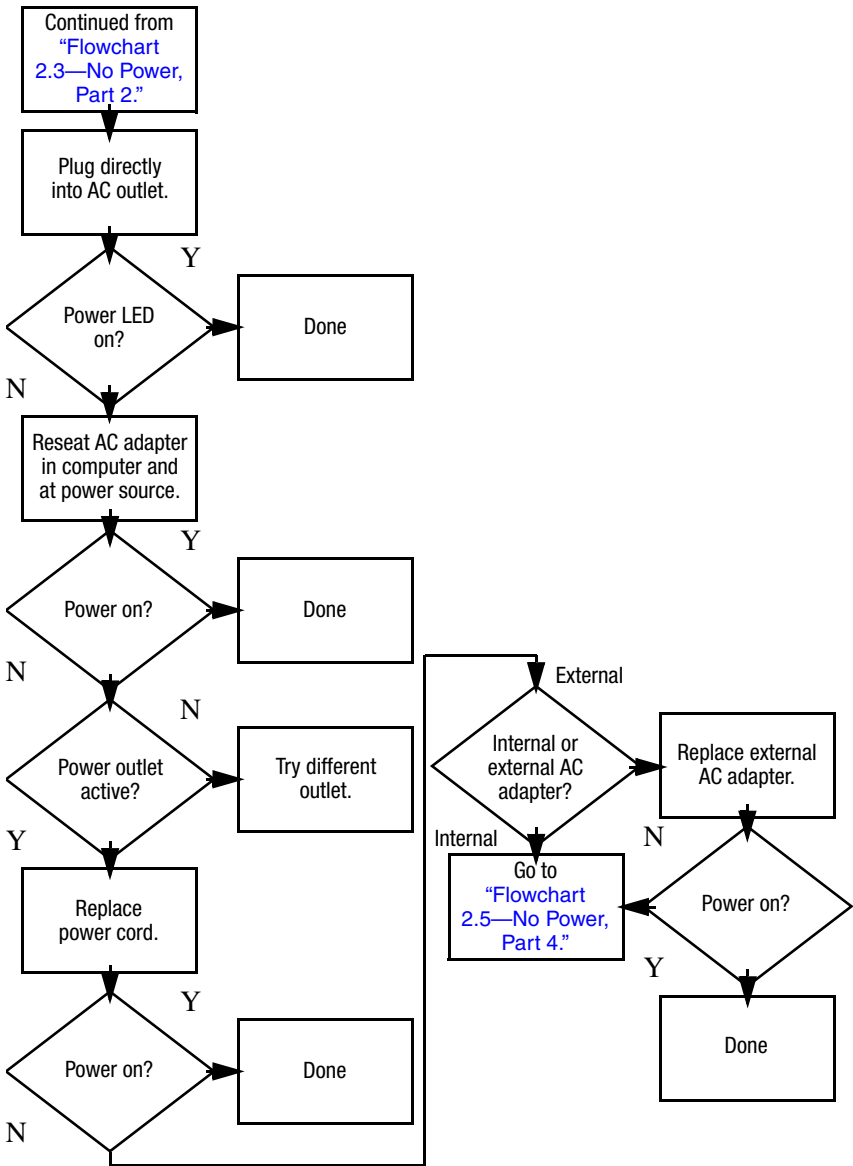 Continued from
“Flowchart
2.3—No Power,
Part 2.”
Plug directly
into AC outlet.
Y
Power LED
on?
Done
N
Reseat AC adapter
in computer and
at power source.
Y
Power on?
Done
N
N
Power outlet
active?
Try different
outlet.
Y
Replace
power cord.
Y
Power on?
Done
N
External
Internal or
external AC
adapter?
Replace external
AC adapter.
Internal
N
Go to
“Flowchart
2.5—No Power,
Part 4.”
Power on?
Y
Done